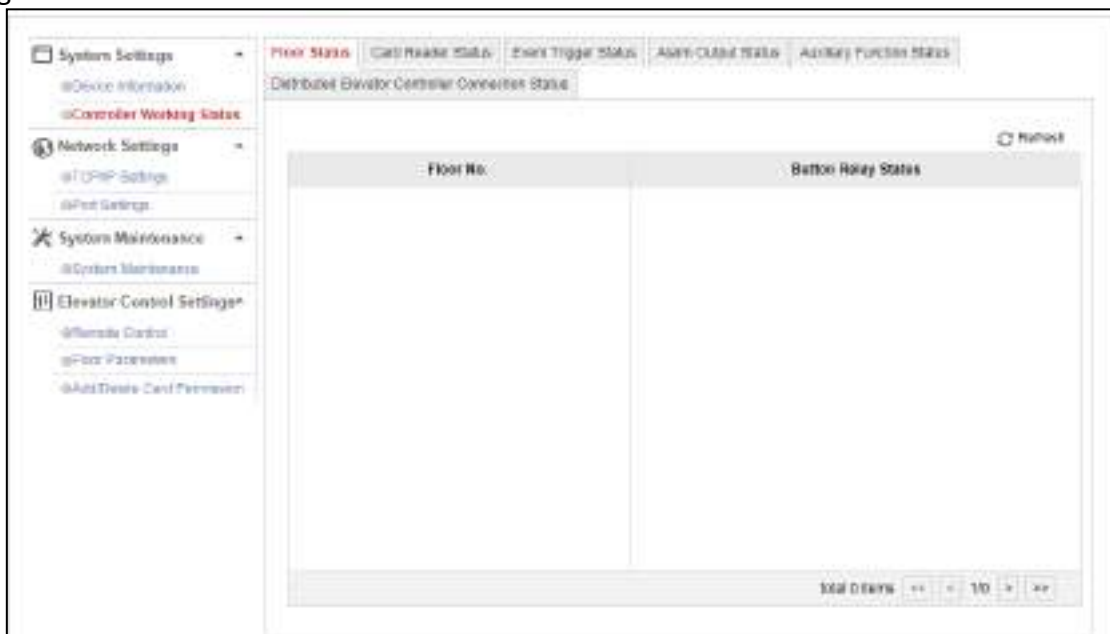 System Settings
Device Information
Controller Working Status
Network Settings
TCP/IP Settings
Port Settings
System Maintenance
System Maintenance
Elevator Control Settings
Remote Control
Floor Parameters
Add/Delete Card Permission
Floor Status Card Reader Status Event Trigger Status Alarm Output Status Auxiliary Function Status
Distributed Elevator Controller Connection Status
Refresh
Floor No. Button Relay Status
total 0 items << < 1/0 > >>